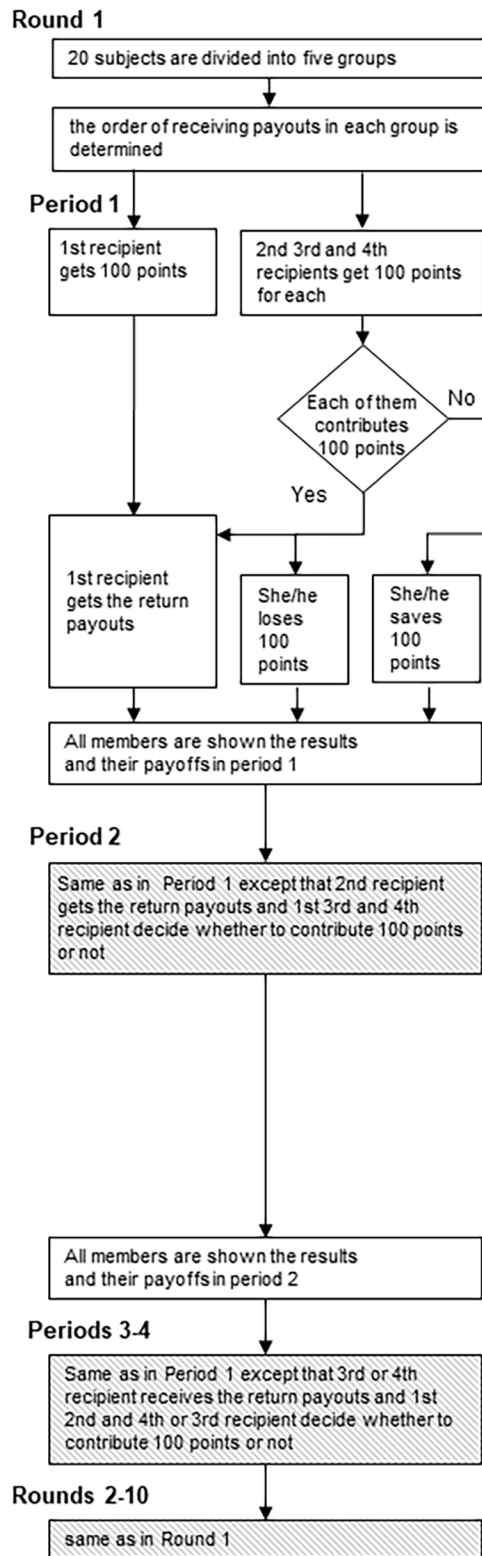 Round 1
20 subjects are divided into five groups
the order of receiving payouts in each group is
determined
Period 1
1st recipient
gets 100 points
2nd 3rd and 4th
recipients get 100 points
for each
Each of them
contributes
100 points
No
Yes
1st recipient
gets the return
payouts
She/he
loses
100
points
She/he
saves
100
points
All members are shown the results
and their payoffs in period 1
Period 2
Same as in Period 1 except that 2nd recipient
gets the return payouts and 1st 3rd and 4th
recipient decide whether to contribute 100 points
or not
All members are shown the results
and their payoffs in period 2
Periods 3-4
Same as in Period 1 except that 3rd or 4th
recipient receives the return payouts and 1st
2nd and 4th or 3rd recipient decide whether to
contribute 100 points or not
Rounds 2-10
same as in Round 1